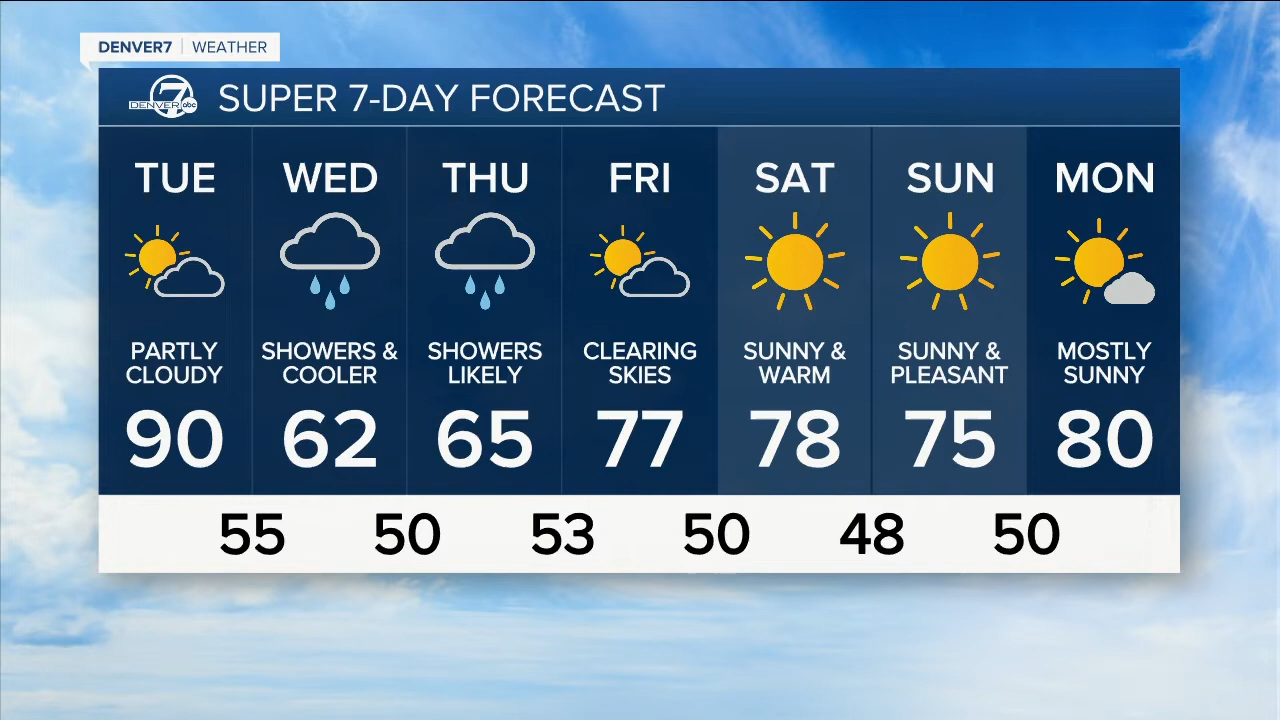 DENVER7 | WEATHER
DENVER 7 abc
SUPER 7-DAY FORECAST
TUE WED THU FRI SAT SUN MON
PARTLY SHOWERS & SHOWERS CLEARING SUNNY & SUNNY & MOSTLY
CLOUDY COOLER LIKELY SKIES WARM PLEASANT SUNNY
90 62 65 77 78 75 80
55 50 53 50 48 50